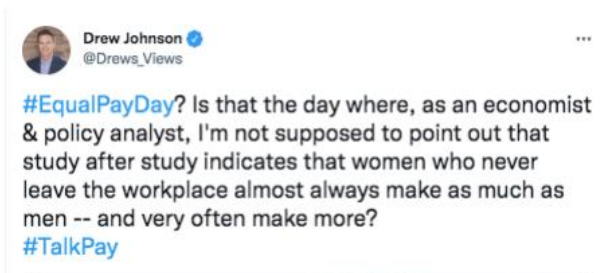 Drew Johnson
@Drews_Views
#EqualPayDay? Is that the day where, as an economist
& policy analyst, I'm not supposed to point out that
study after study indicates that women who never
leave the workplace almost always make as much as
men -- and very often make more?
#TalkPay